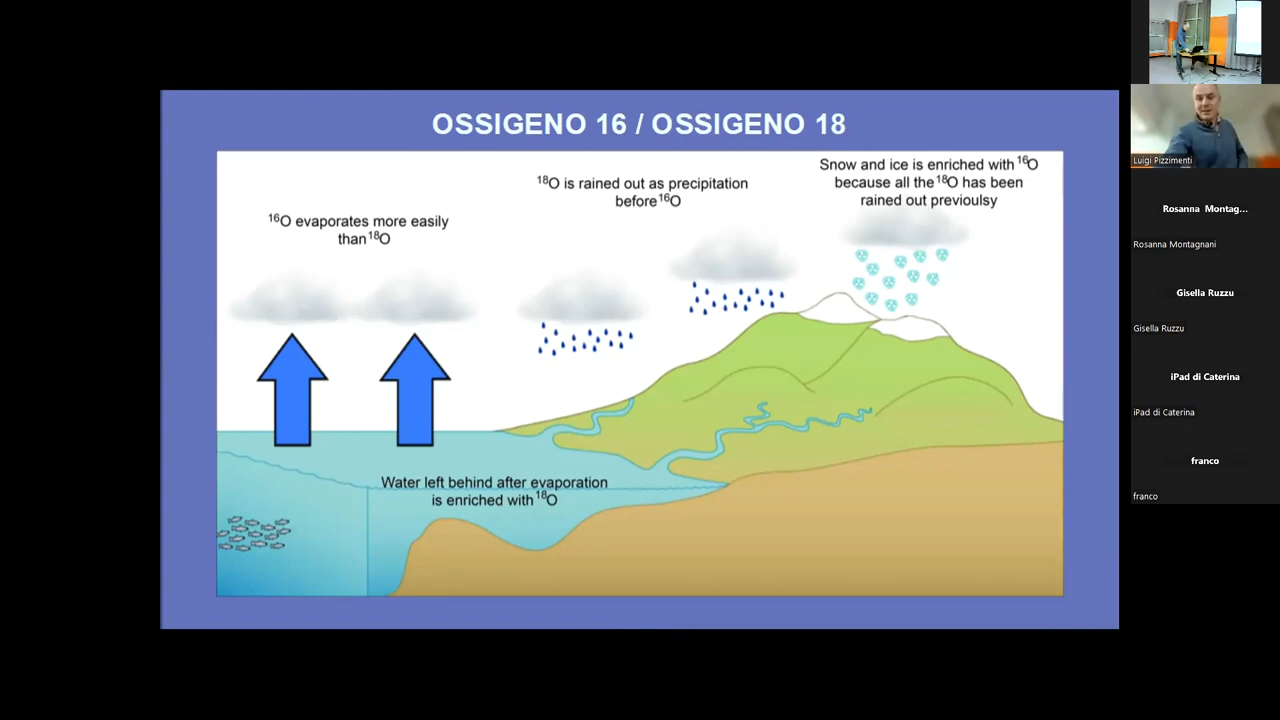 OSSIGENO 16 / OSSIGENO 18
¹⁶O evaporates more easily
than ¹⁸O
¹⁸O is rained out as precipitation
before ¹⁶O
Snow and ice is enriched with ¹⁶O
because all the ¹⁸O has been
rained out previoulsy
Water left behind after evaporation
is enriched with ¹⁸O
Luigi Pizzimenti
Rosanna Montag...
Rosanna Montagnani
Gisella Ruzzu
Gisella Ruzzu
iPad di Caterina
iPad di Caterina
franco
franco